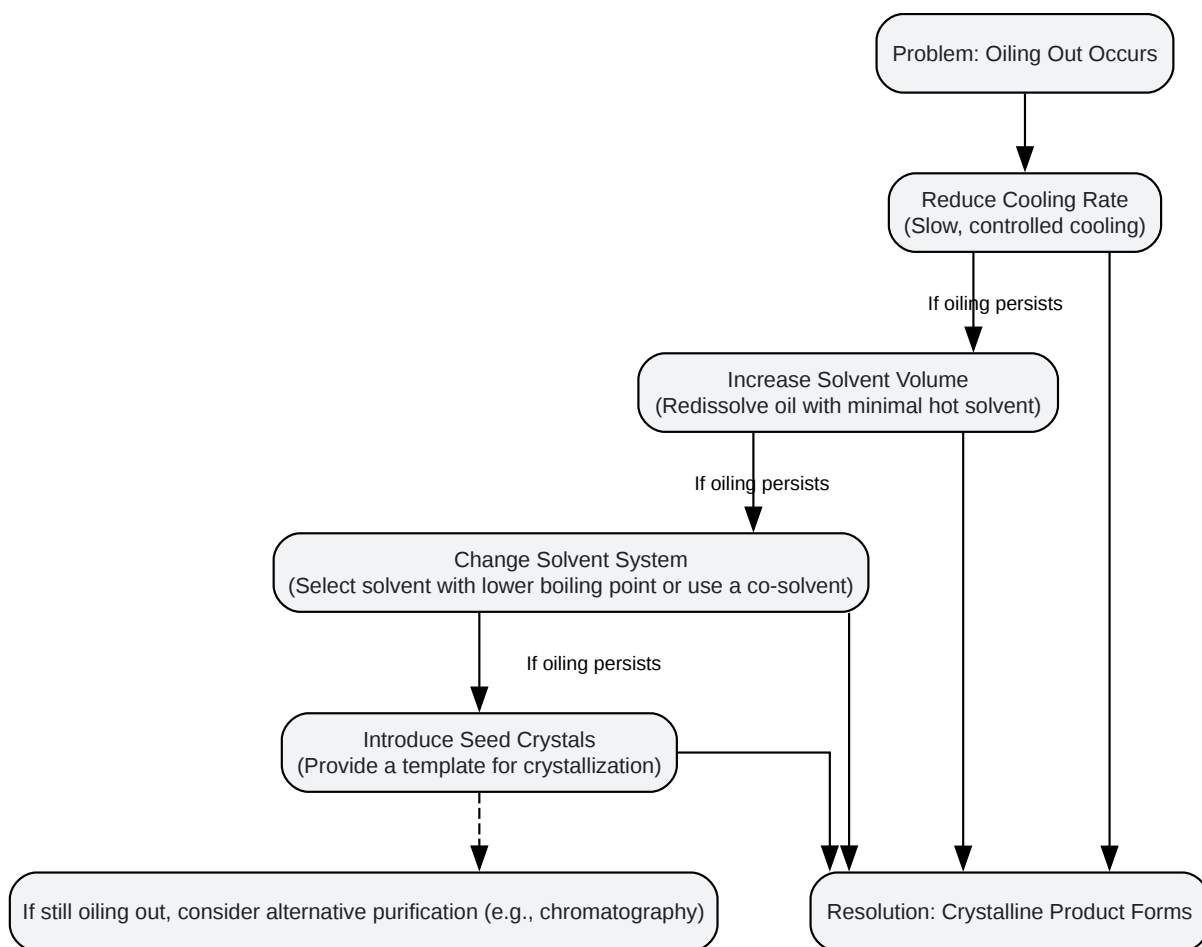 Problem: Oiling Out Occurs
Reduce Cooling Rate
(Slow, controlled cooling)
If oiling persists
Increase Solvent Volume
(Redissolve oil with minimal hot solvent)
If oiling persists
Change Solvent System
(Select solvent with lower boiling point or use a co-solvent)
If oiling persists
Introduce Seed Crystals
(Provide a template for crystallization)
If still oiling out, consider alternative purification (e.g., chromatography)
Resolution: Crystalline Product Forms